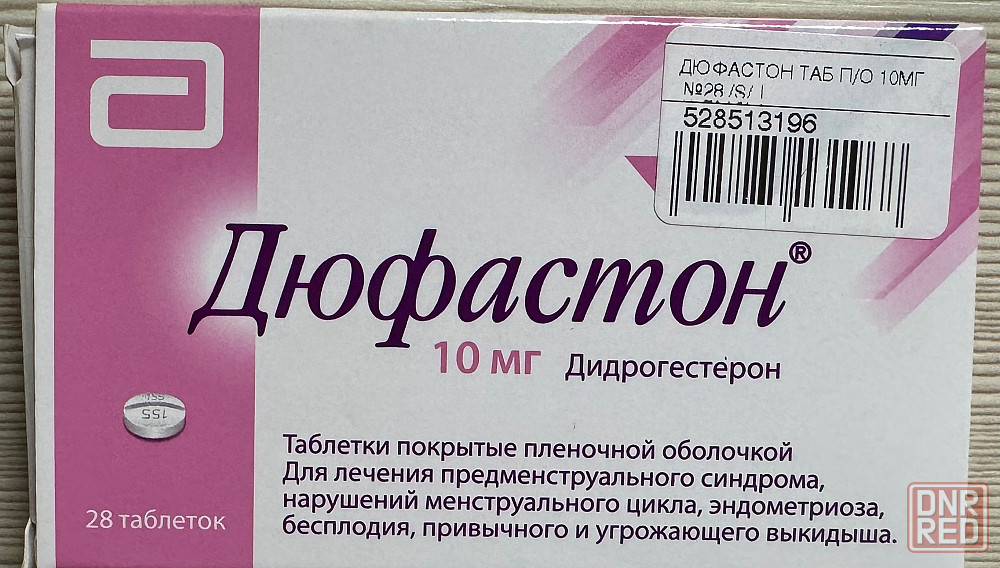 ДЮФАСТОН ТАБ П/О 10МГ
№28 /S/
528513196
Дюфастон®
10 мг Дидрогестерон
155
Таблетки покрытые пленочной оболочкой
Для лечения предменструального синдрома,
нарушений менструального цикла, эндометриоза,
бесплодия, привычного и угрожающего выкидыша.
28 таблеток
DNR
RED